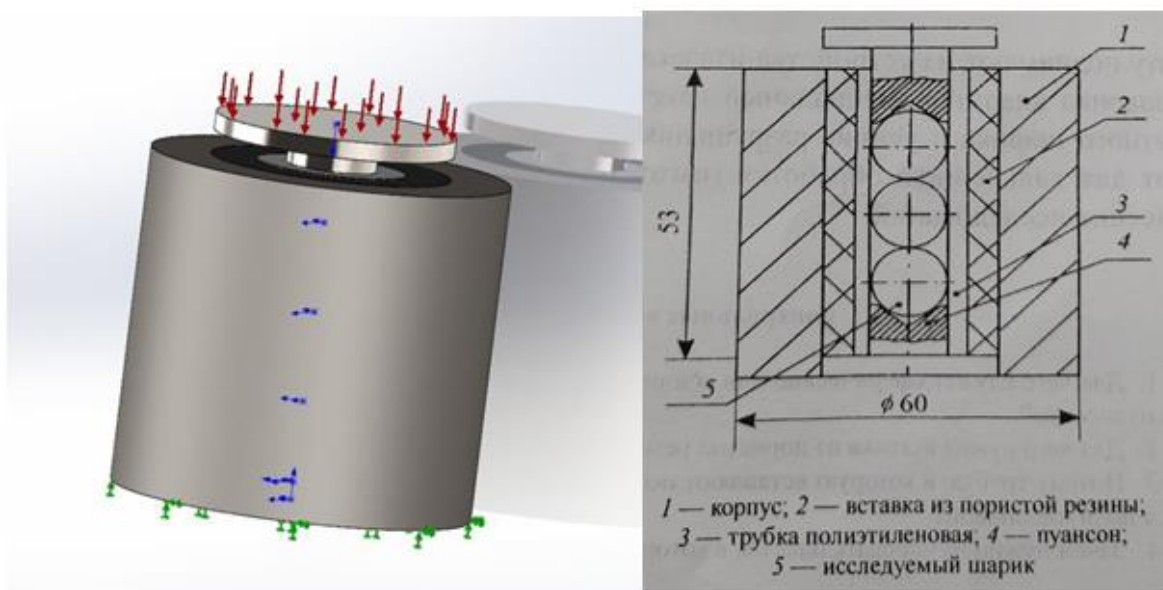 1
2
3
4
53
5
ϕ 60
1 — корпус; 2 — вставка из пористой резины;
3 — трубка полиэтиленовая; 4 — пуансон;
5 — исследуемый шарик